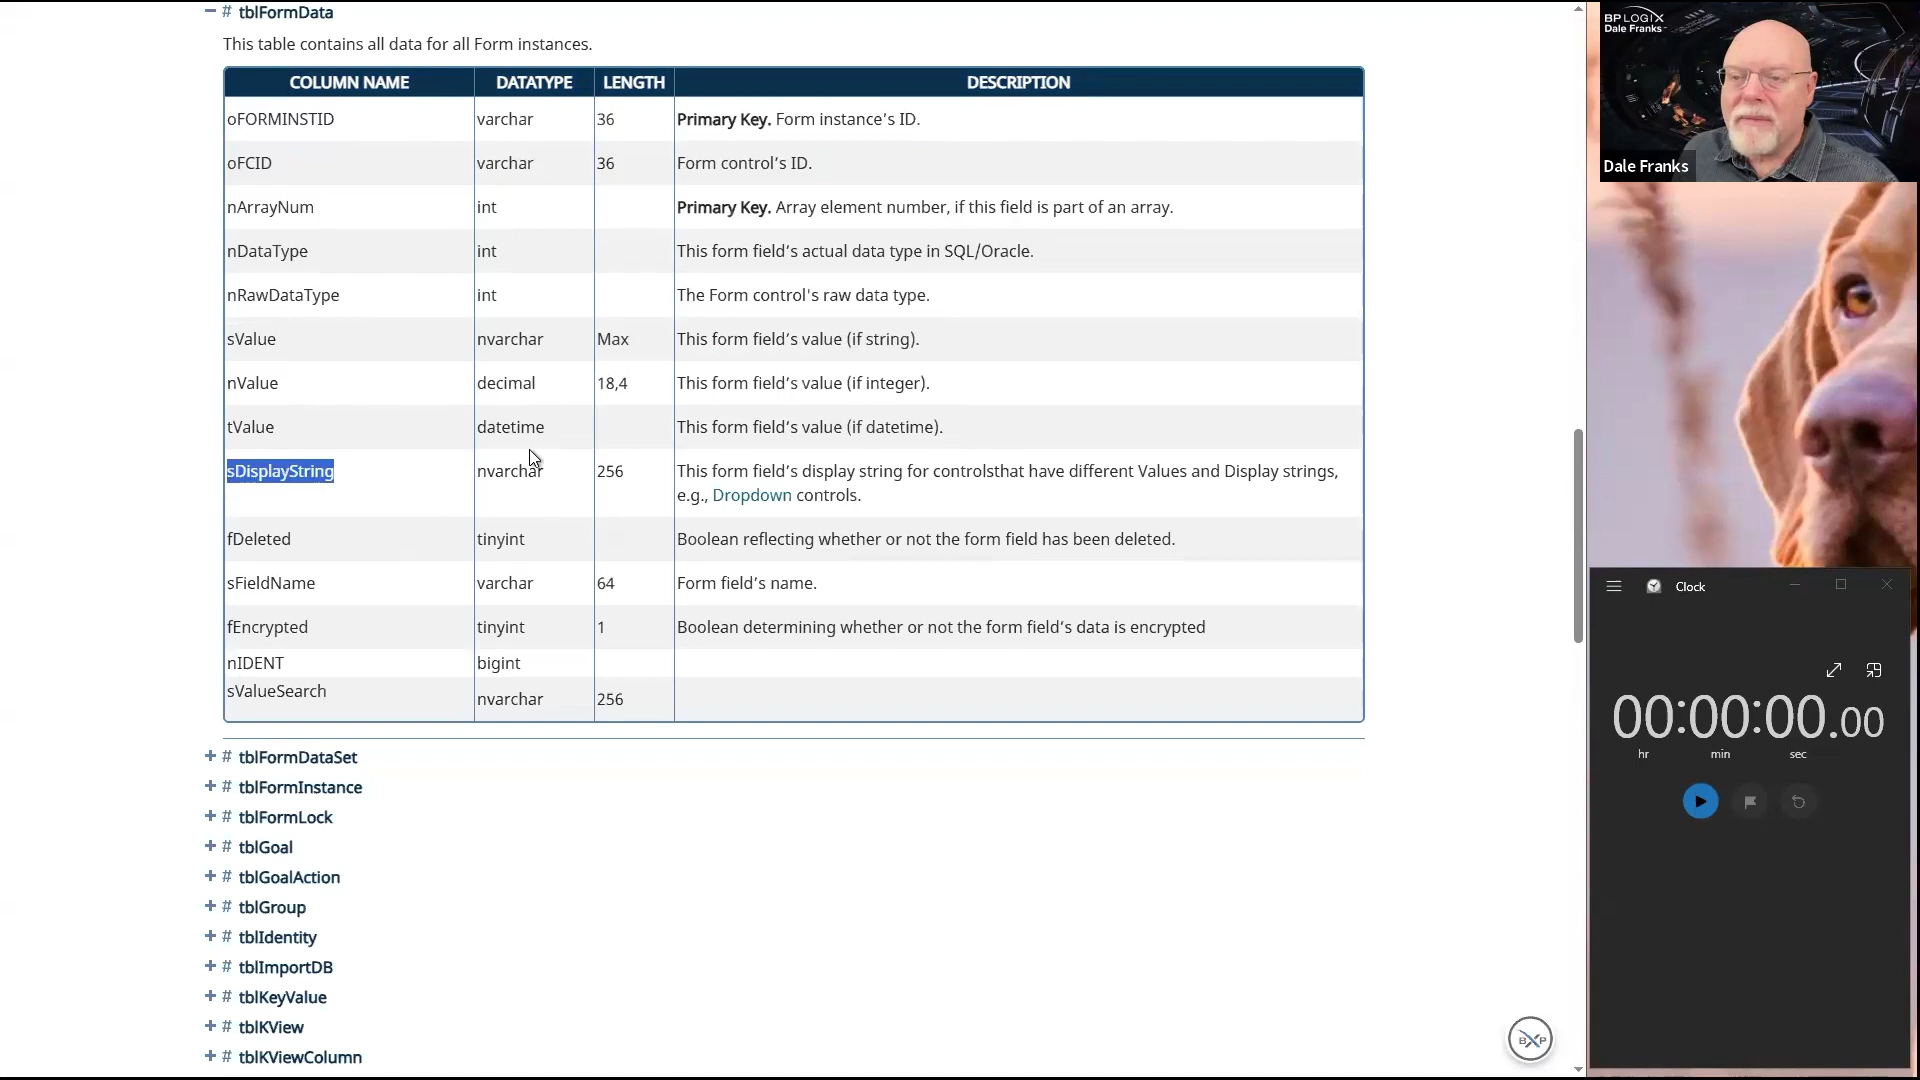 − # tblFormData
This table contains all data for all Form instances.
COLUMN NAME DATATYPE LENGTH DESCRIPTION
oFORMINSTID varchar 36 Primary Key. Form instance's ID.
oFCID varchar 36 Form control's ID.
nArrayNum int Primary Key. Array element number, if this field is part of an array.
nDataType int This form field's actual data type in SQL/Oracle.
nRawDataType int The Form control's raw data type.
sValue nvarchar Max This form field's value (if string).
nValue decimal 18,4 This form field's value (if integer).
tValue datetime This form field's value (if datetime).
sDisplayString nvarchar 256 This form field's display string for controlsthat have different Values and Display strings,
e.g., Dropdown controls.
fDeleted tinyint Boolean reflecting whether or not the form field has been deleted.
sFieldName varchar 64 Form field's name.
fEncrypted tinyint 1 Boolean determining whether or not the form field's data is encrypted
nIDENT bigint
sValueSearch nvarchar 256
+ # tblFormDataSet
+ # tblFormInstance
+ # tblFormLock
+ # tblGoal
+ # tblGoalAction
+ # tblGroup
+ # tblIdentity
+ # tblImportDB
+ # tblKeyValue
+ # tblKView
+ # tblKViewColumn
BXP
BP LOGIX
Dale Franks
Dale Franks
Clock
00:00:00.00
hr min sec